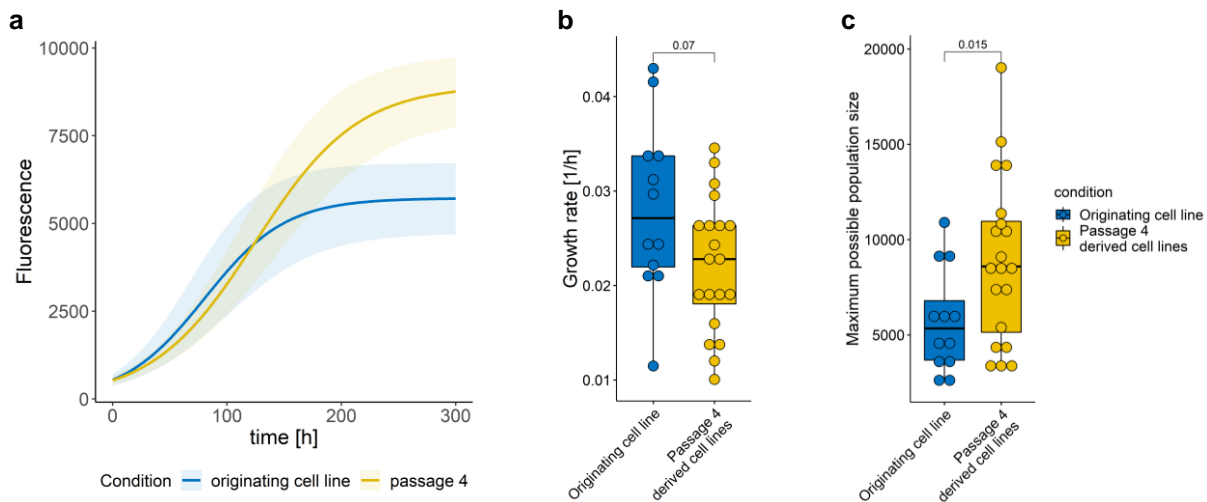 a
10000
7500
5000
2500
0
Fluorescence
0
100
200
300
time [h]
Condition
originating cell line
passage 4
b
0.07
0.04
0.03
0.02
0.01
Growth rate [1/h]
Originating cell line
Passage 4
derived cell lines
c
0.015
20000
15000
10000
5000
Maximum possible population size
Originating cell line
Passage 4
derived cell lines
condition
Originating cell line
Passage 4
derived cell lines